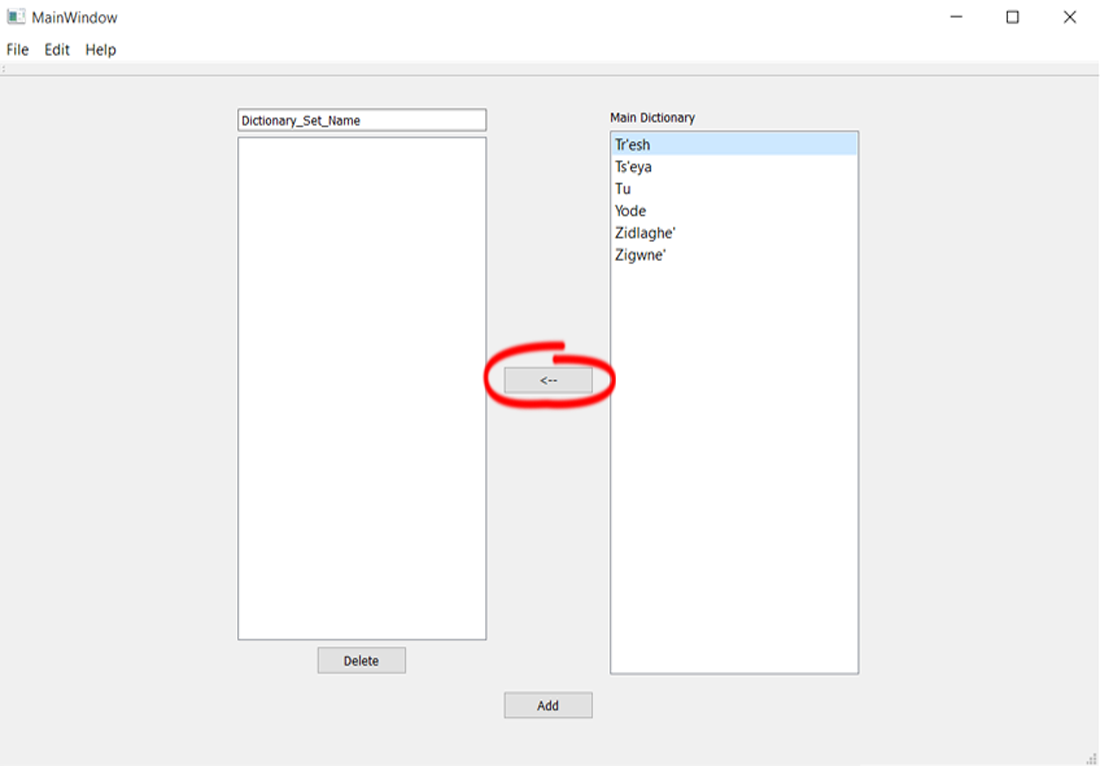 MainWindow
File Edit Help
Dictionary_Set_Name
Main Dictionary
Tr'esh
Ts'eya
Tu
Yode
Zidlaghe'
Zigwne'
<--
Delete
Add